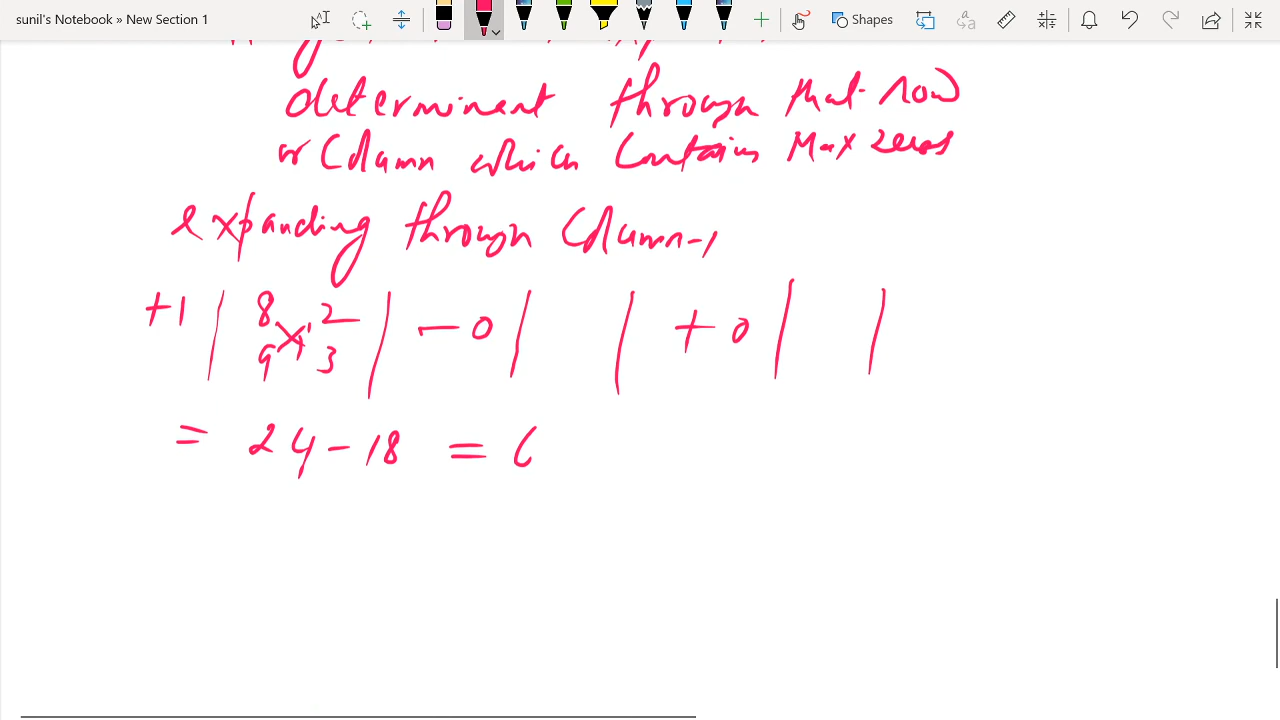 sunil's Notebook » New Section 1
Shapes
determinent through that row
or Column which Contains Max zeros
expanding through Column-1
+1 | 8 2 | - 0 | | + 0 | |
9 3
= 24 - 18 = 6